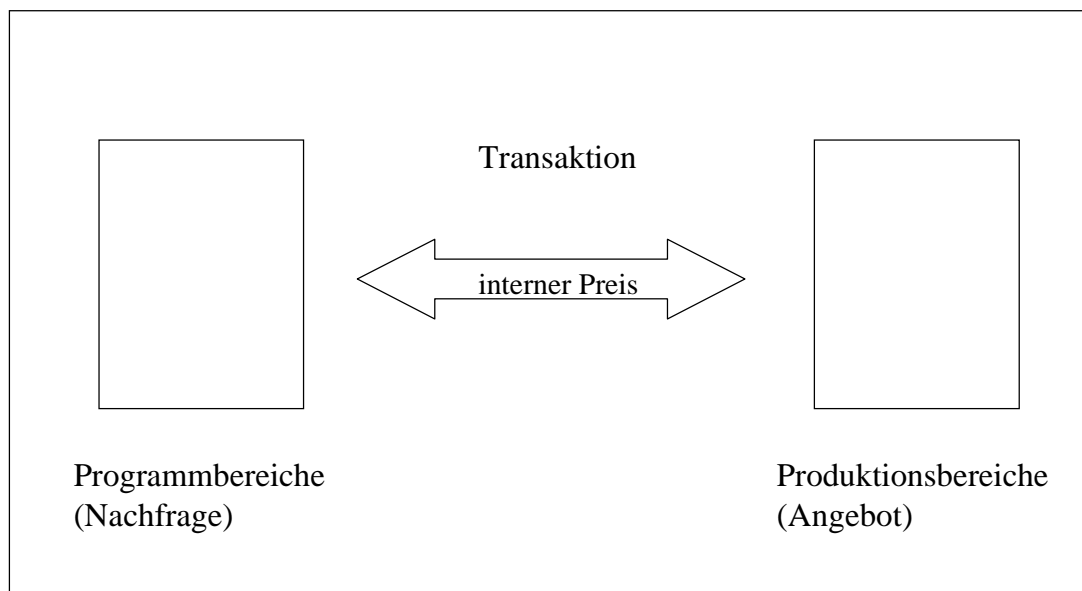 Transaktion
interner Preis
Programmbereiche
(Nachfrage)
Produktionsbereiche
(Angebot)